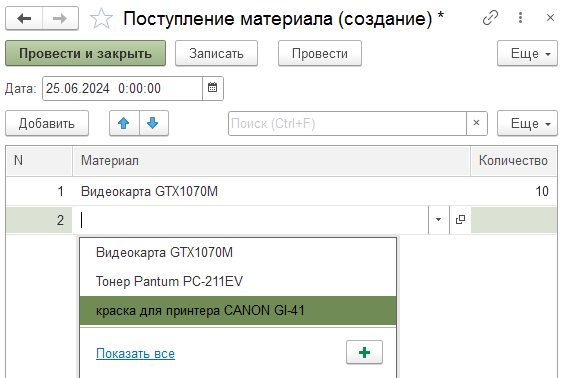 Поступление материала (создание) *
Провести и закрыть Записать Провести Еще
Дата: 25.06.2024 0:00:00
Добавить Поиск (Ctrl+F) × Еще
N Материал Количество
1 Видеокарта GTX1070M 10
2
Видеокарта GTX1070M
Тонер Pantum PC-211EV
краска для принтера CANON GI-41
Показать все